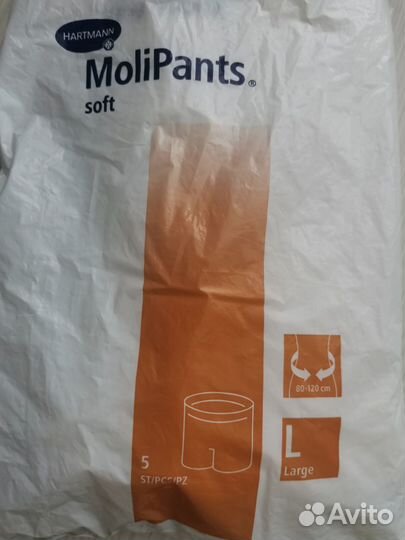 HARTMANN
MoliPants®
soft
80-120 cm
L
Large
5
ST/PCS/PZ
Avito